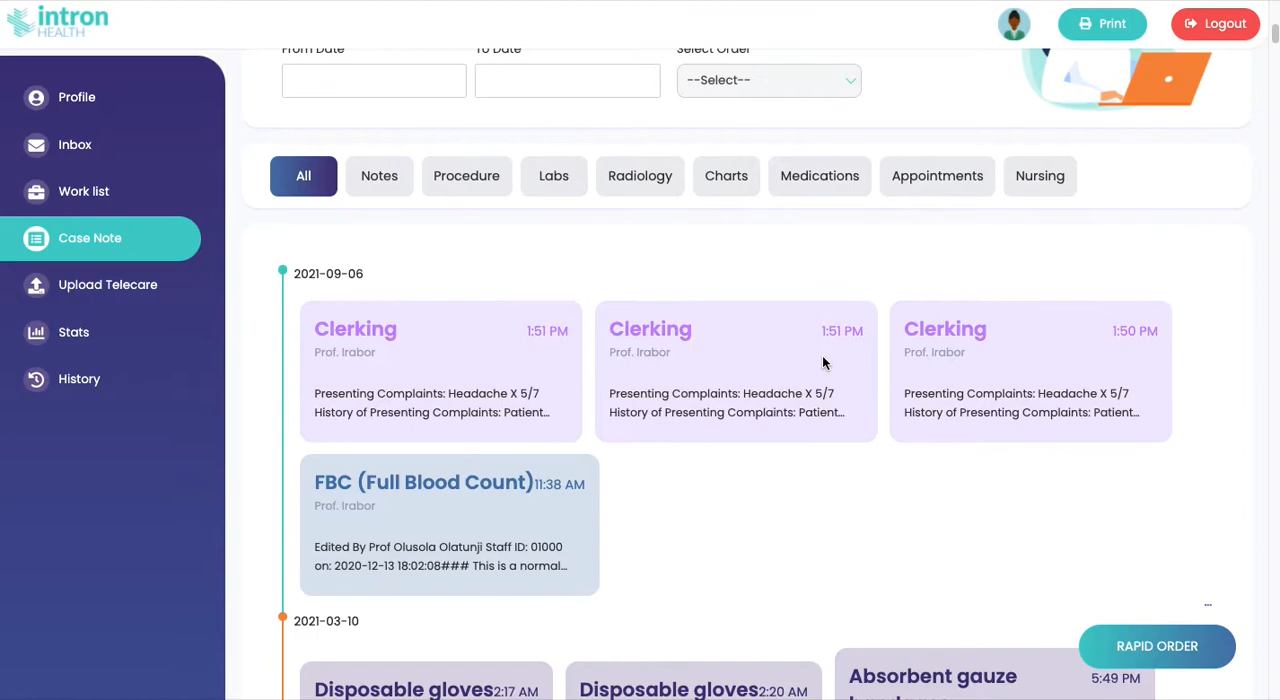 intron
HEALTH
Print
Logout
From Date
To Date
Select Order
--Select--
Profile
Inbox
Work list
Case Note
Upload Telecare
Stats
History
All
Notes
Procedure
Labs
Radiology
Charts
Medications
Appointments
Nursing
2021-09-06
Clerking
1:51 PM
Prof. Irabor
Presenting Complaints: Headache X 5/7
History of Presenting Complaints: Patient...
Clerking
1:51 PM
Prof. Irabor
Presenting Complaints: Headache X 5/7
History of Presenting Complaints: Patient...
Clerking
1:50 PM
Prof. Irabor
Presenting Complaints: Headache X 5/7
History of Presenting Complaints: Patient...
FBC (Full Blood Count)
11:38 AM
Prof. Irabor
Edited By Prof Olusola Olatunji Staff ID: 01000
on: 2020-12-13 18:02:08### This is a normal...
...
2021-03-10
RAPID ORDER
Disposable gloves
2:17 AM
Disposable gloves
2:20 AM
Absorbent gauze
5:49 PM